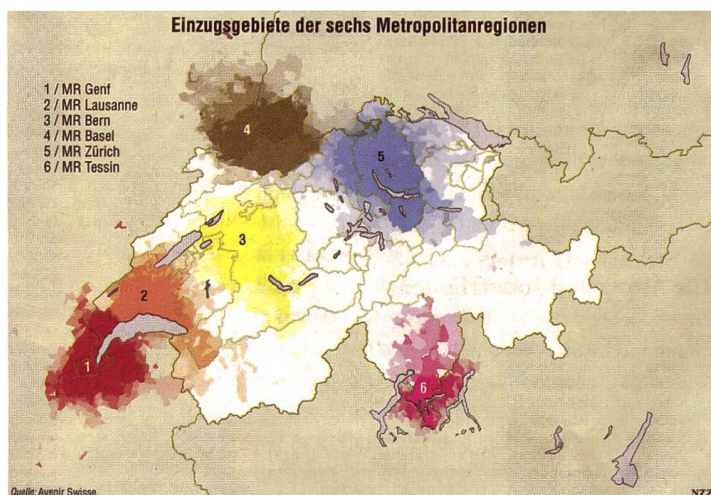 Einzugsgebiete der sechs Metropolitanregionen
1 / MR Genf
2 / MR Lausanne
3 / MR Bern
4 / MR Basel
5 / MR Zürich
6 / MR Tessin
4
5
3
2
1
6
Quelle: Avenir Swisse.
NZZ